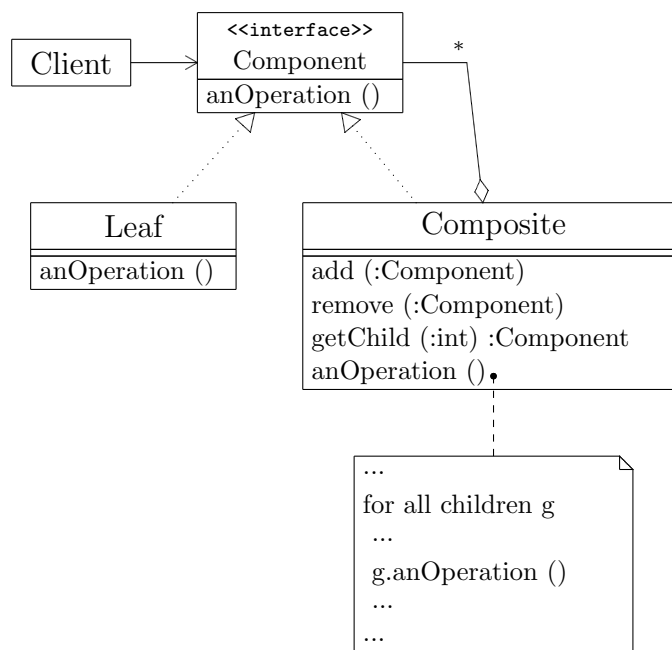 <<interface>>
Client
Component
*
anOperation ()
Leaf
anOperation ()
Composite
add (:Component)
remove (:Component)
getChild (:int) :Component
anOperation ()
...
for all children g
...
g.anOperation ()
...
...